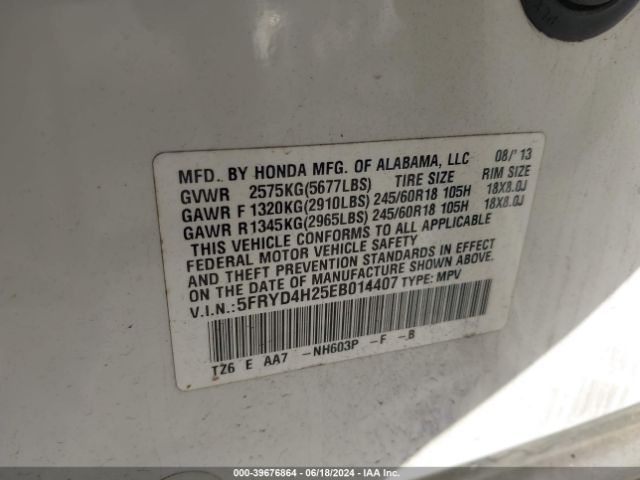 MFD. BY HONDA MFG. OF ALABAMA, LLC 08/'13
GVWR 2575KG(5677LBS) TIRE SIZE RIM SIZE
GAWR F 1320KG(2910LBS) 245/60R18 105H 18X8.0J
GAWR R 1345KG(2965LBS) 245/60R18 105H 18X8.0J
THIS VEHICLE CONFORMS TO ALL APPLICABLE
FEDERAL MOTOR VEHICLE SAFETY
AND THEFT PREVENTION STANDARDS IN EFFECT
ON THE DATE OF MANUFACTURE SHOWN ABOVE.
V.I.N.:5FRYD4H25EB014407 TYPE: MPV
TZ6 E AA7 -NH603P -F -B
000-39676864 / 06/18/2024 / IAA Inc.